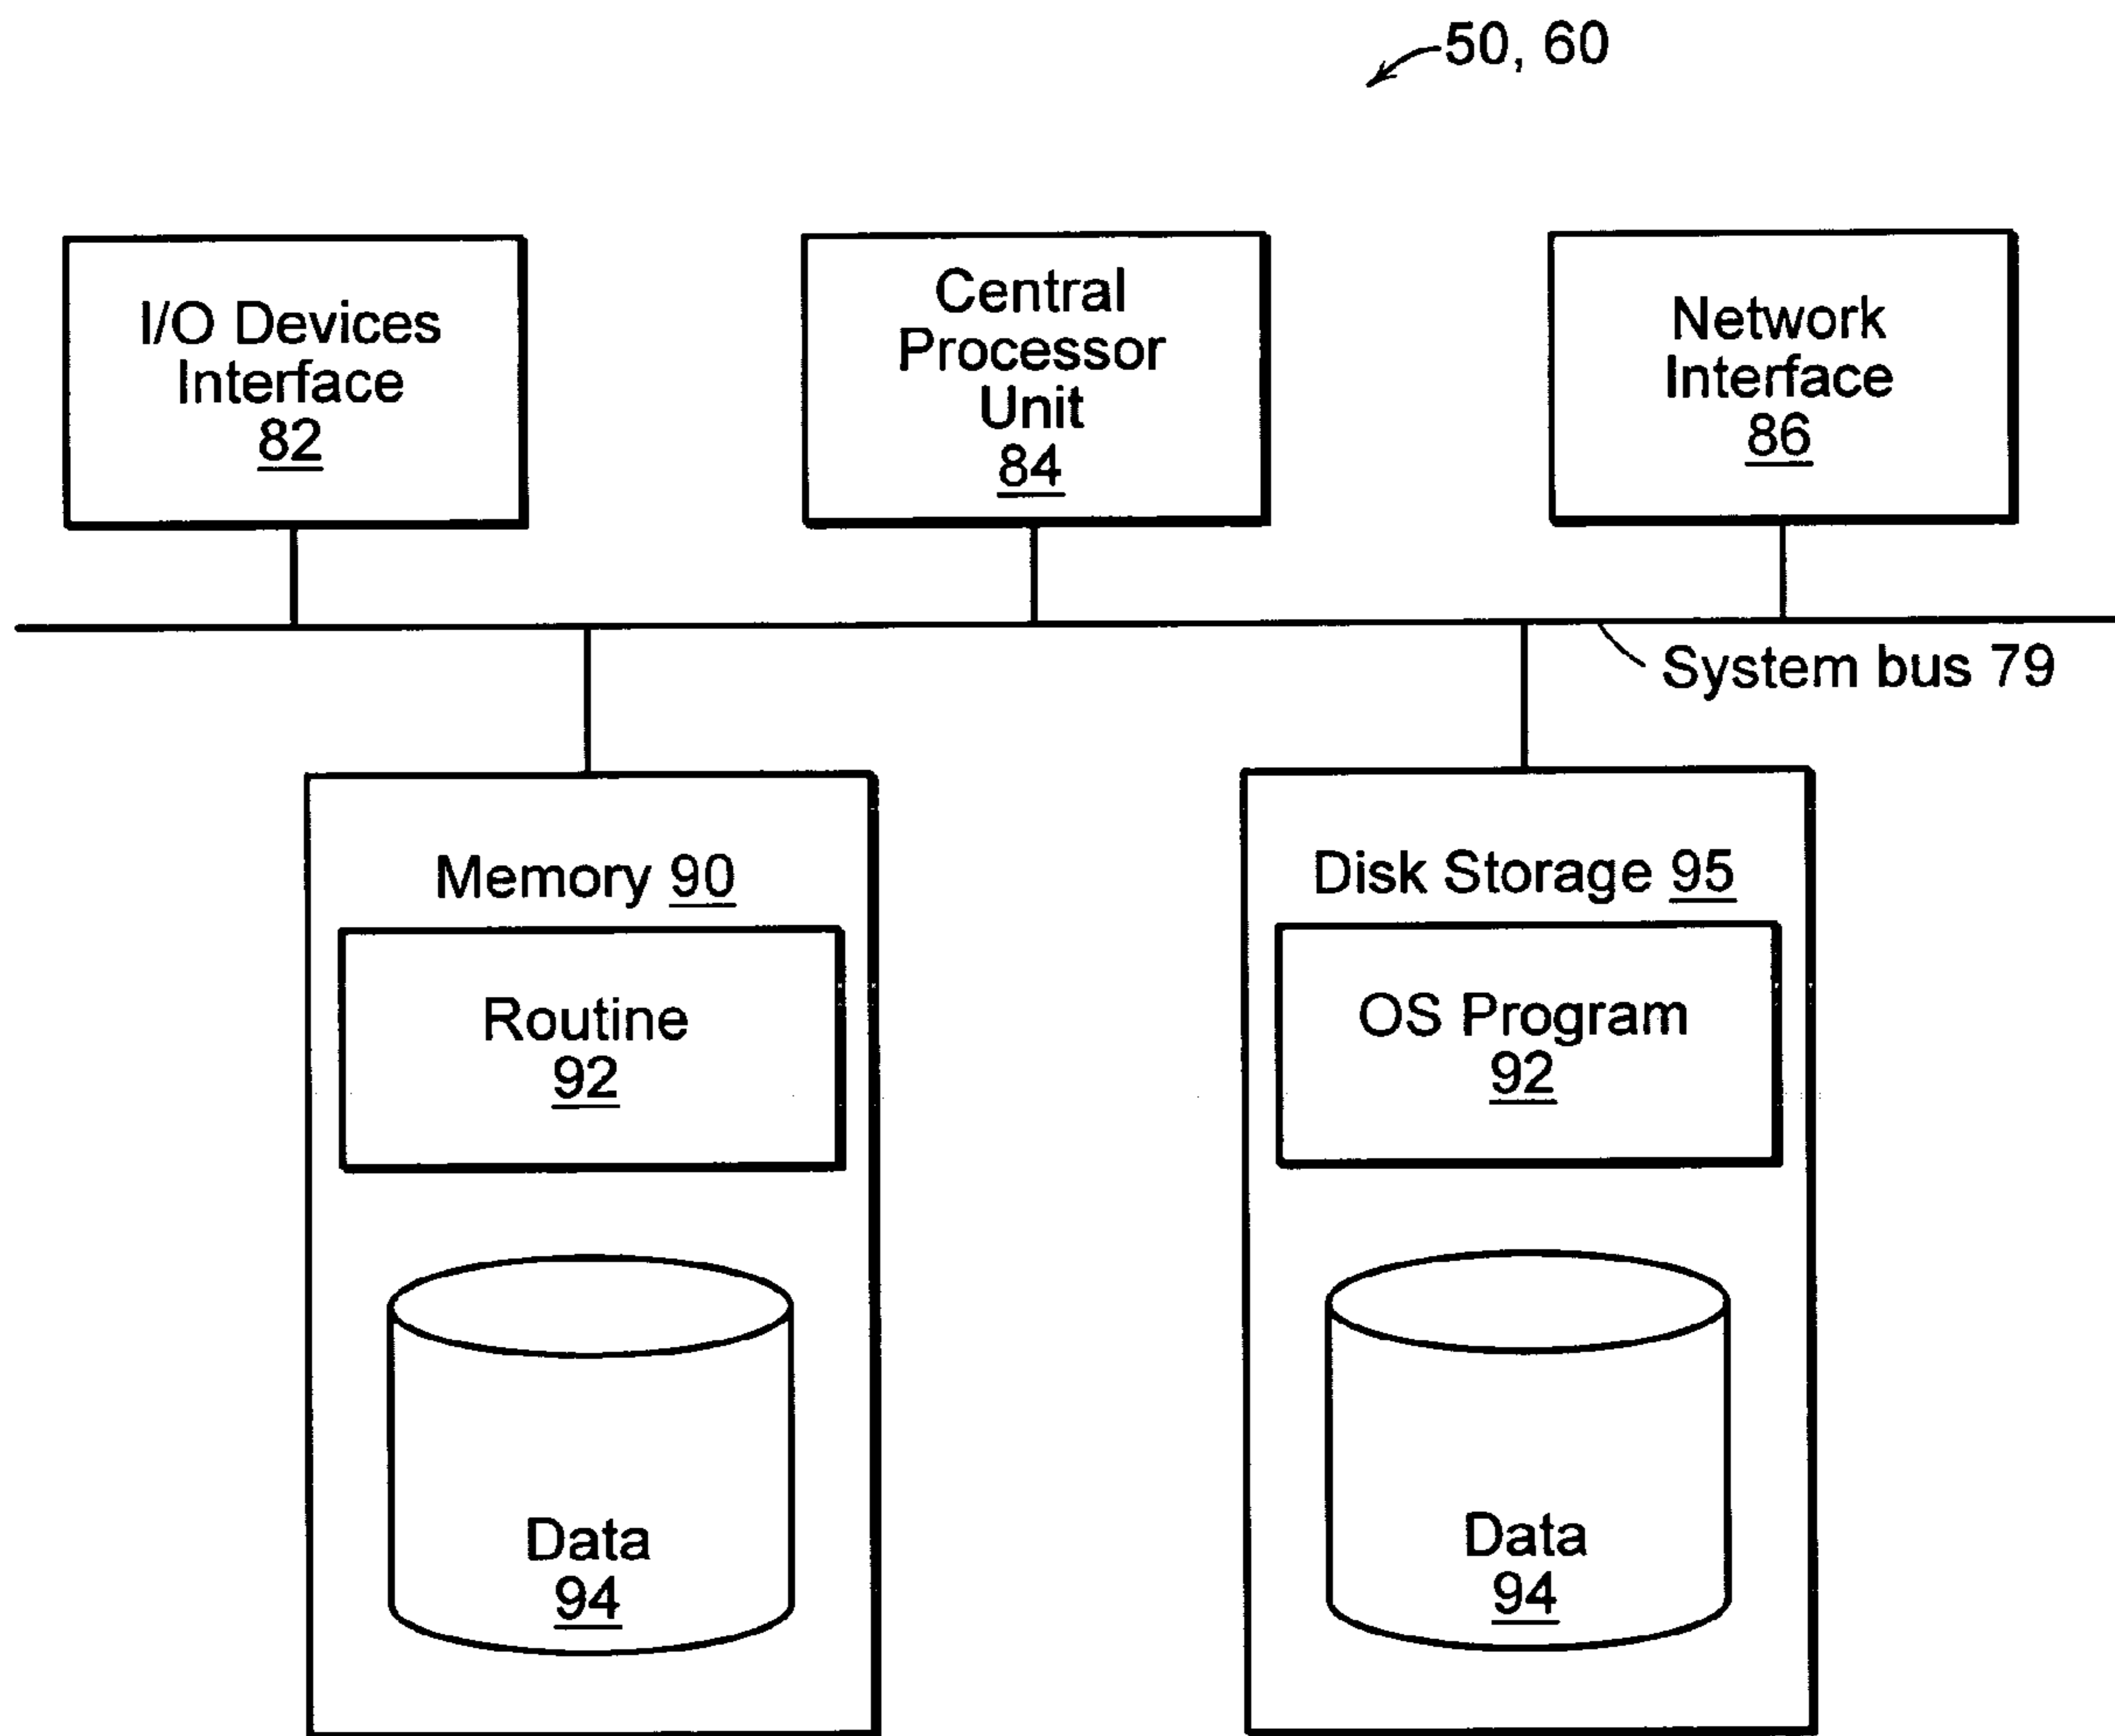 50, 60
I/O Devices
Interface
82
Central
Processor
Unit
84
Network
Interface
86
System bus 79
Memory 90
Routine
92
Data
94
Disk Storage 95
OS Program
92
Data
94